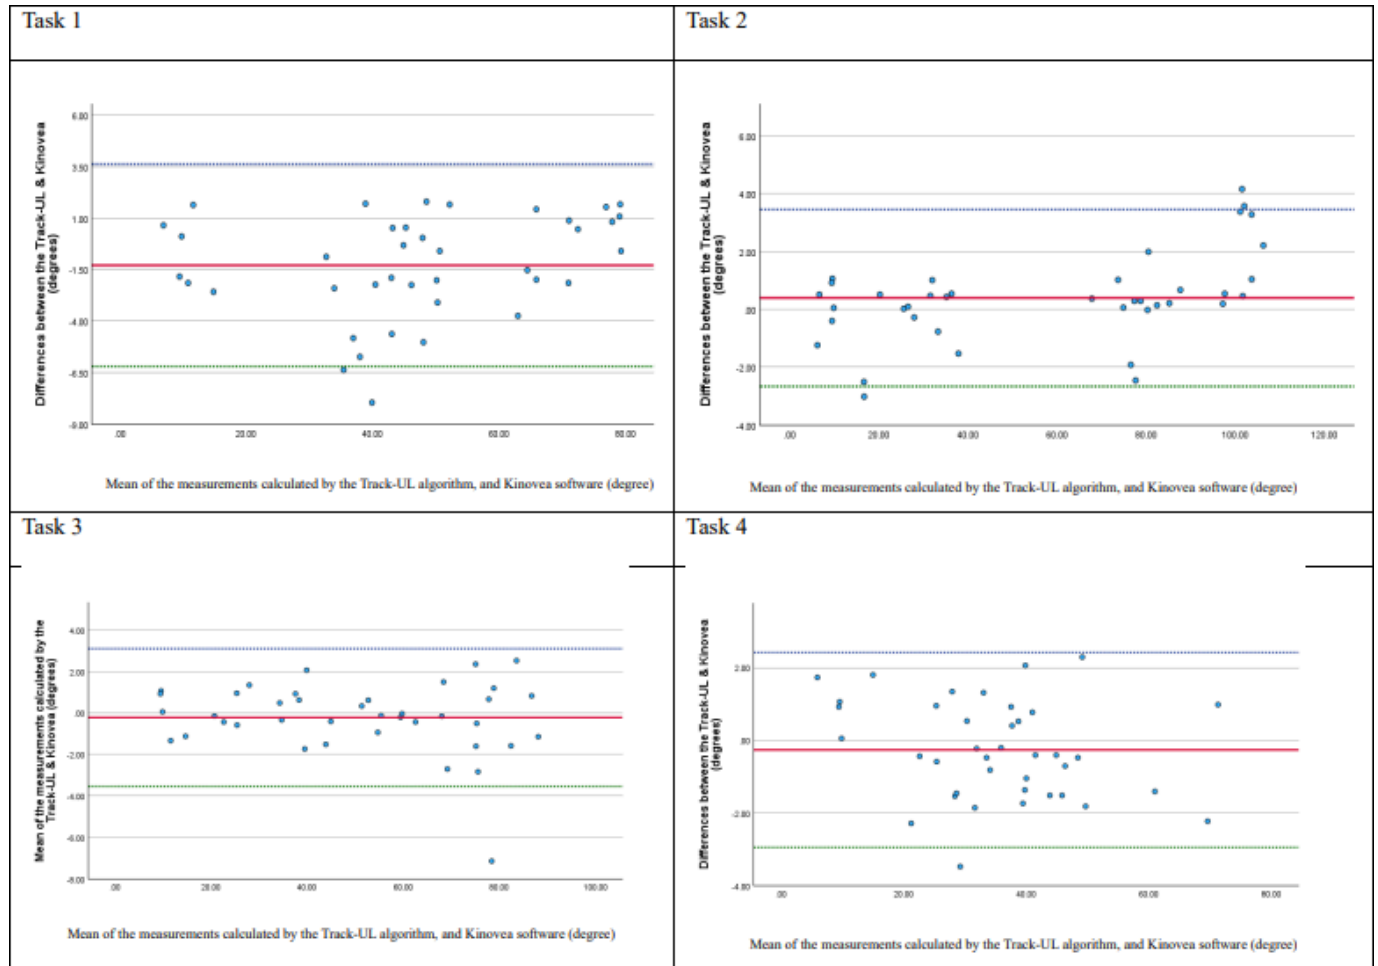 Task 1
Task 2
Differences between the Track-UL & Kinovea
(degrees)
6.00
3.50
1.00
-1.50
-4.00
-6.50
-9.00
.00
20.00
40.00
60.00
80.00
Mean of the measurements calculated by the Track-UL algorithm, and Kinovea software (degree)
Differences between the Track-UL & Kinovea
(degrees)
6.00
4.00
2.00
.00
-2.00
-4.00
.00
20.00
40.00
60.00
80.00
100.00
120.00
Mean of the measurements calculated by the Track-UL algorithm, and Kinovea software (degree)
Task 3
Task 4
Mean of the measurements calculated by the
Track-UL & Kinovea (degrees)
4.00
2.00
.00
-2.00
-4.00
-6.00
-8.00
.00
20.00
40.00
60.00
80.00
100.00
Mean of the measurements calculated by the Track-UL algorithm, and Kinovea software (degree)
Differences between the Track-UL & Kinovea
(degrees)
2.00
.00
-2.00
-4.00
.00
20.00
40.00
60.00
80.00
Mean of the measurements calculated by the Track-UL algorithm, and Kinovea software (degree)